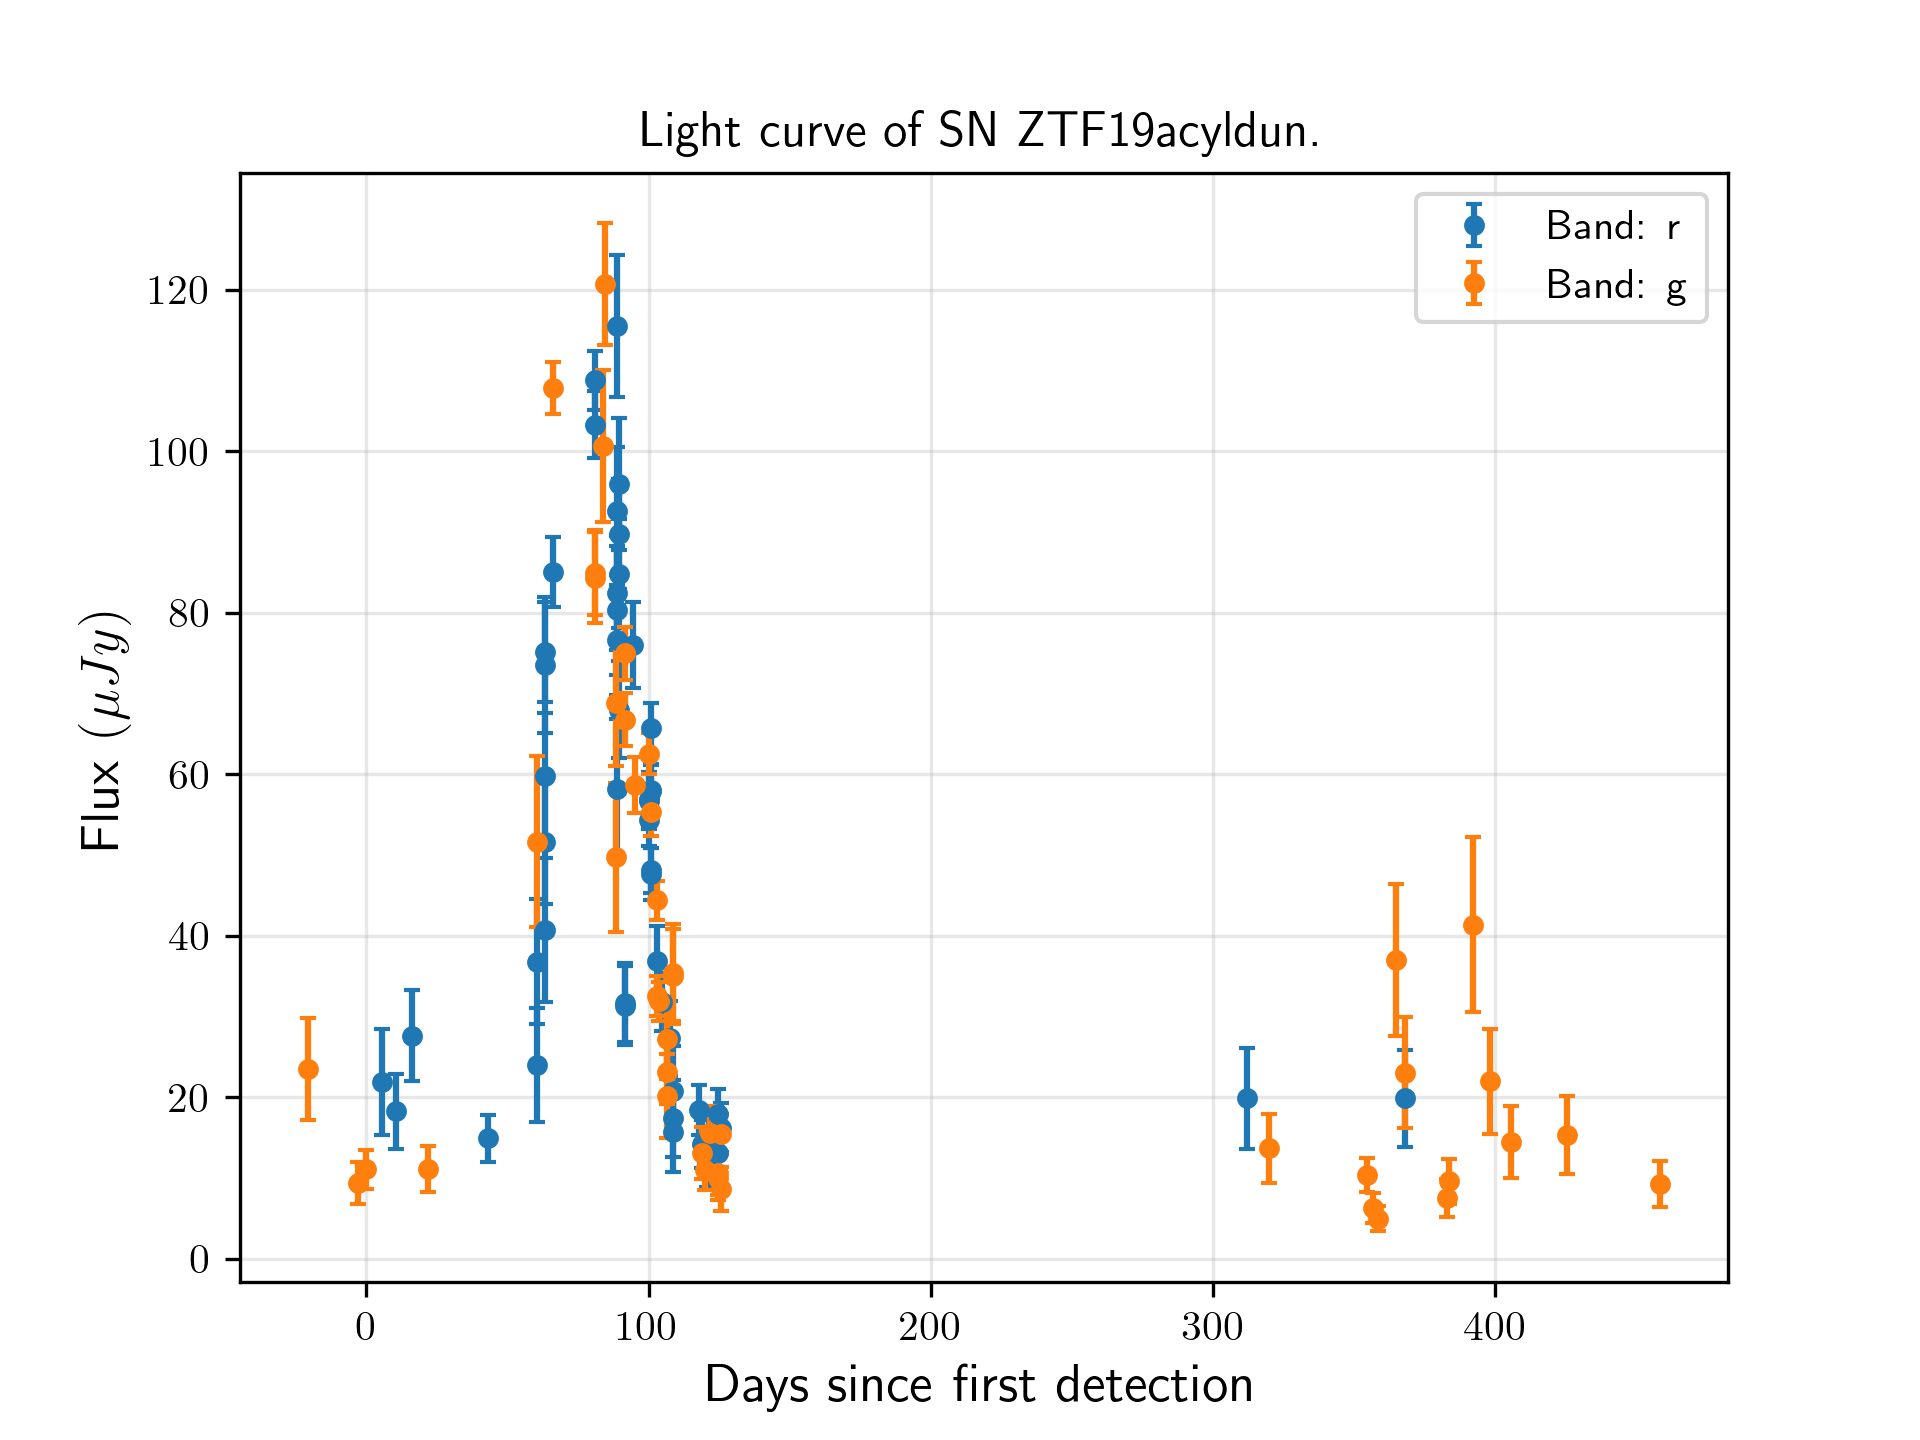 Light curve of SN ZTF19acyldun.
Band: r
Band: g
120
100
80
60
40
20
0
Flux (μJy)
0 100 200 300 400
Days since first detection